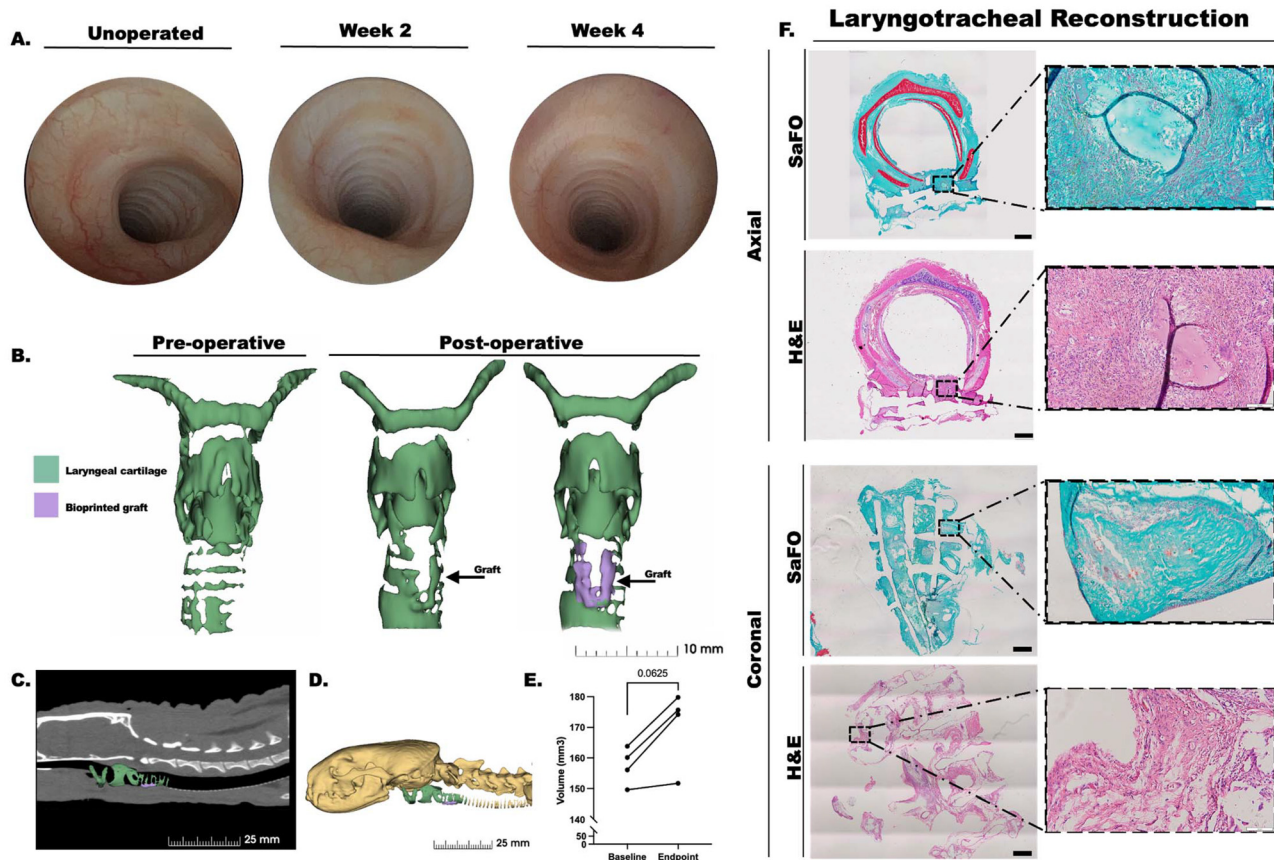 A.
Unoperated
Week 2
Week 4
B.
Pre-operative
Post-operative
Laryngeal cartilage
Bioprinted graft
Graft
Graft
10 mm
C.
25 mm
D.
25 mm
E.
0.0625
Volume (mm3)
180
170
160
150
140
50
0
Baseline
Endpoint
F.
Laryngotracheal Reconstruction
Axial
SaFO
H&E
Coronal
SaFO
H&E